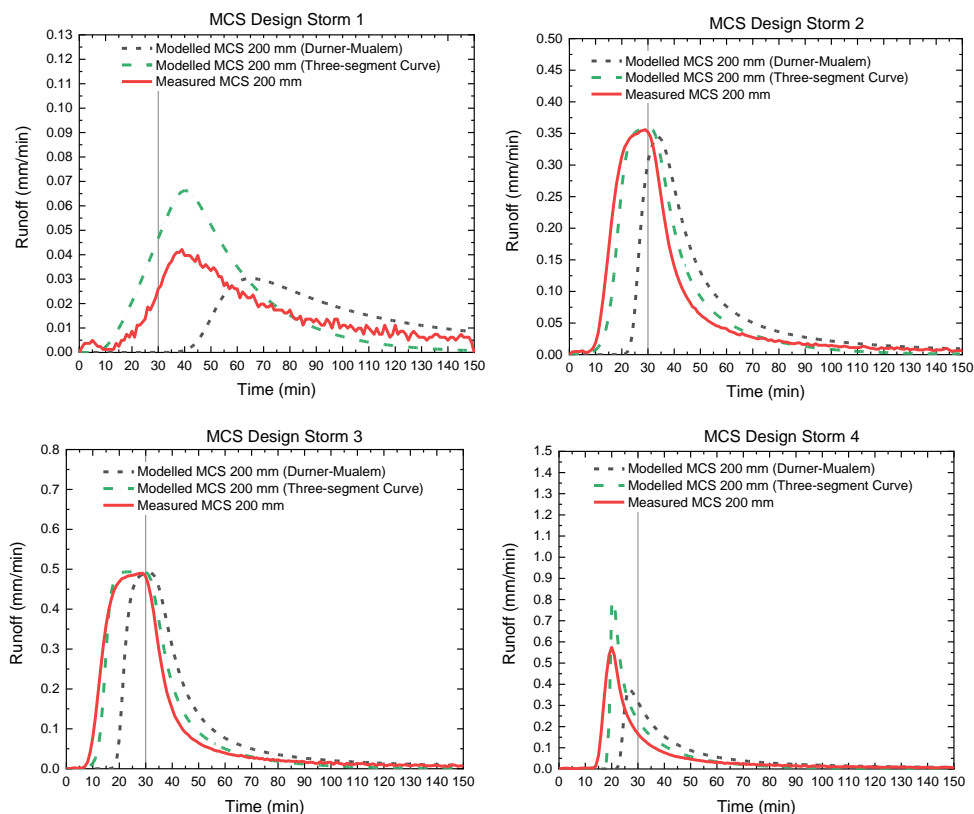 MCS Design Storm 1
Modelled MCS 200 mm (Durner-Mualem)
Modelled MCS 200 mm (Three-segment Curve)
Measured MCS 200 mm
0.13
0.12
0.11
0.10
0.09
0.08
0.07
0.06
0.05
0.04
0.03
0.02
0.01
0.00
Runoff (mm/min)
0 10 20 30 40 50 60 70 80 90 100 110 120 130 140 150
Time (min)
MCS Design Storm 2
Modelled MCS 200 mm (Durner-Mualem)
Modelled MCS 200 mm (Three-segment Curve)
Measured MCS 200 mm
0.50
0.45
0.40
0.35
0.30
0.25
0.20
0.15
0.10
0.05
0.00
Runoff (mm/min)
0 10 20 30 40 50 60 70 80 90 100 110 120 130 140 150
Time (min)
MCS Design Storm 3
Modelled MCS 200 mm (Durner-Mualem)
Modelled MCS 200 mm (Three-segment Curve)
Measured MCS 200 mm
0.8
0.7
0.6
0.5
0.4
0.3
0.2
0.1
0.0
Runoff (mm/min)
0 10 20 30 40 50 60 70 80 90 100 110 120 130 140 150
Time (min)
MCS Design Storm 4
Modelled MCS 200 mm (Durner-Mualem)
Modelled MCS 200 mm (Three-segment Curve)
Measured MCS 200 mm
1.5
1.4
1.3
1.2
1.1
1.0
0.9
0.8
0.7
0.6
0.5
0.4
0.3
0.2
0.1
0.0
Runoff (mm/min)
0 10 20 30 40 50 60 70 80 90 100 110 120 130 140 150
Time (min)